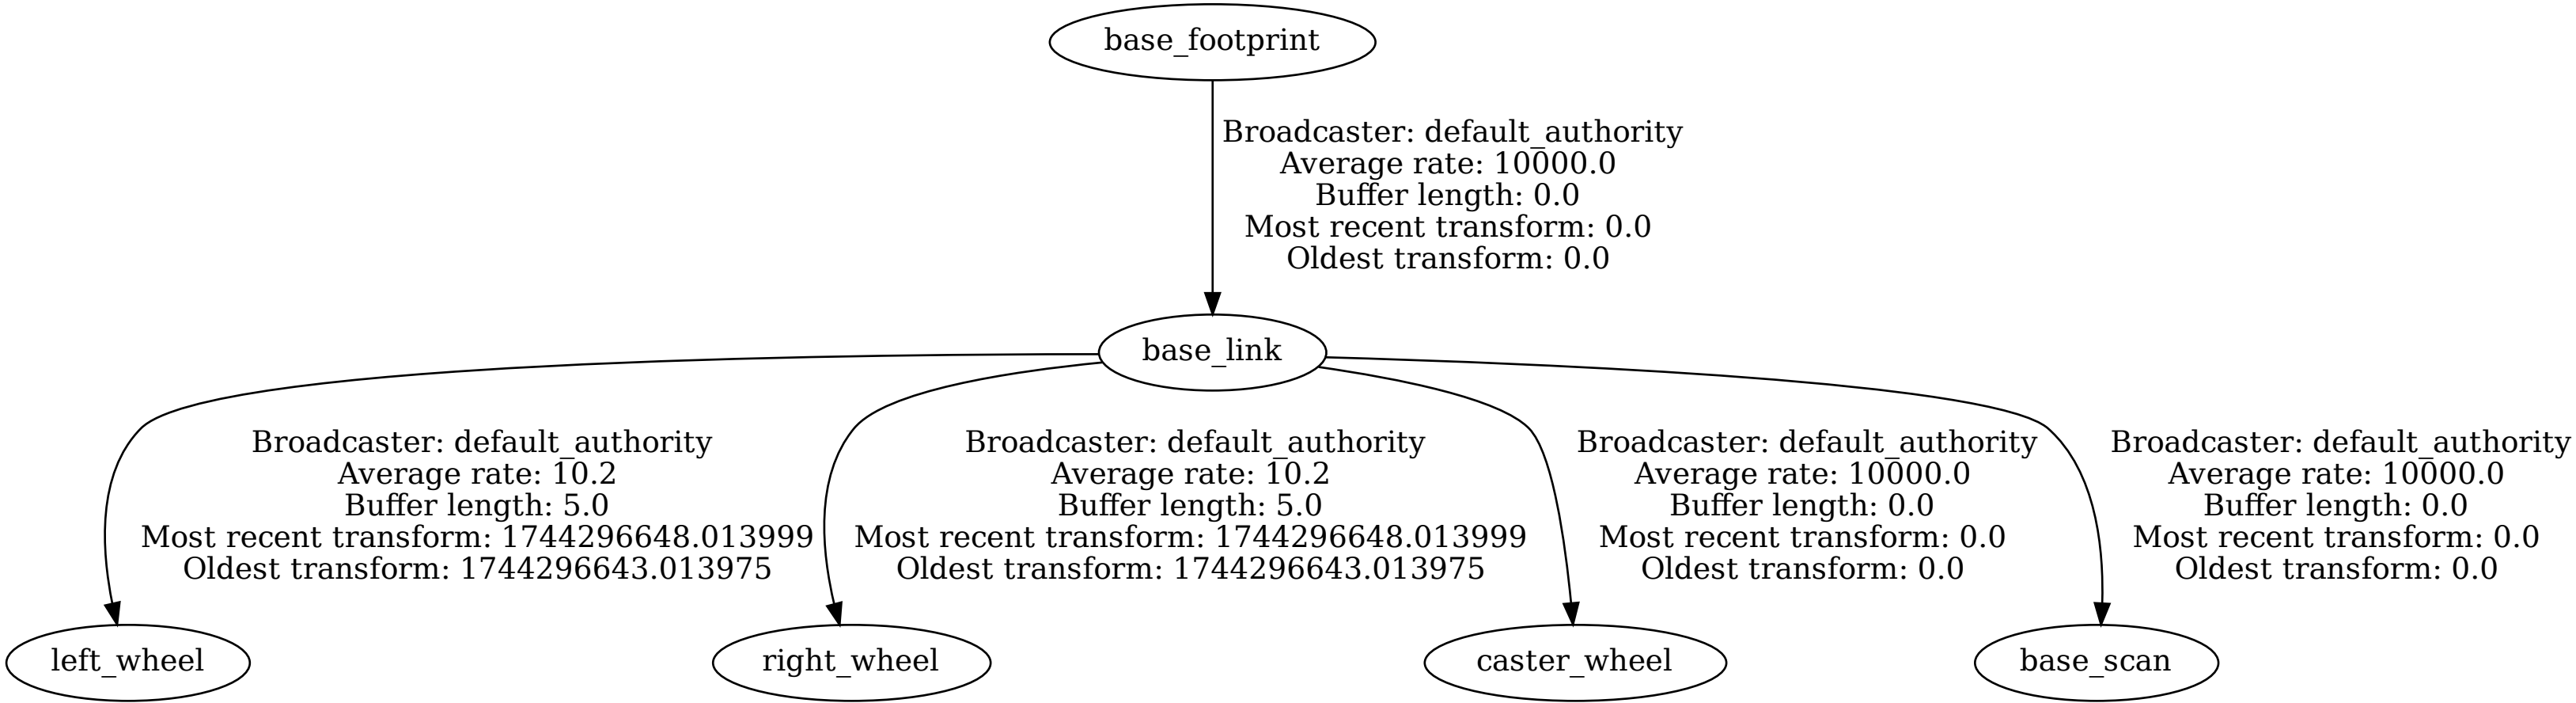 base_footprint
Broadcaster: default_authority
Average rate: 10000.0
Buffer length: 0.0
Most recent transform: 0.0
Oldest transform: 0.0
base_link
Broadcaster: default_authority
Average rate: 10.2
Buffer length: 5.0
Most recent transform: 1744296648.013999
Oldest transform: 1744296643.013975
Broadcaster: default_authority
Average rate: 10.2
Buffer length: 5.0
Most recent transform: 1744296648.013999
Oldest transform: 1744296643.013975
Broadcaster: default_authority
Average rate: 10000.0
Buffer length: 0.0
Most recent transform: 0.0
Oldest transform: 0.0
Broadcaster: default_authority
Average rate: 10000.0
Buffer length: 0.0
Most recent transform: 0.0
Oldest transform: 0.0
left_wheel
right_wheel
caster_wheel
base_scan